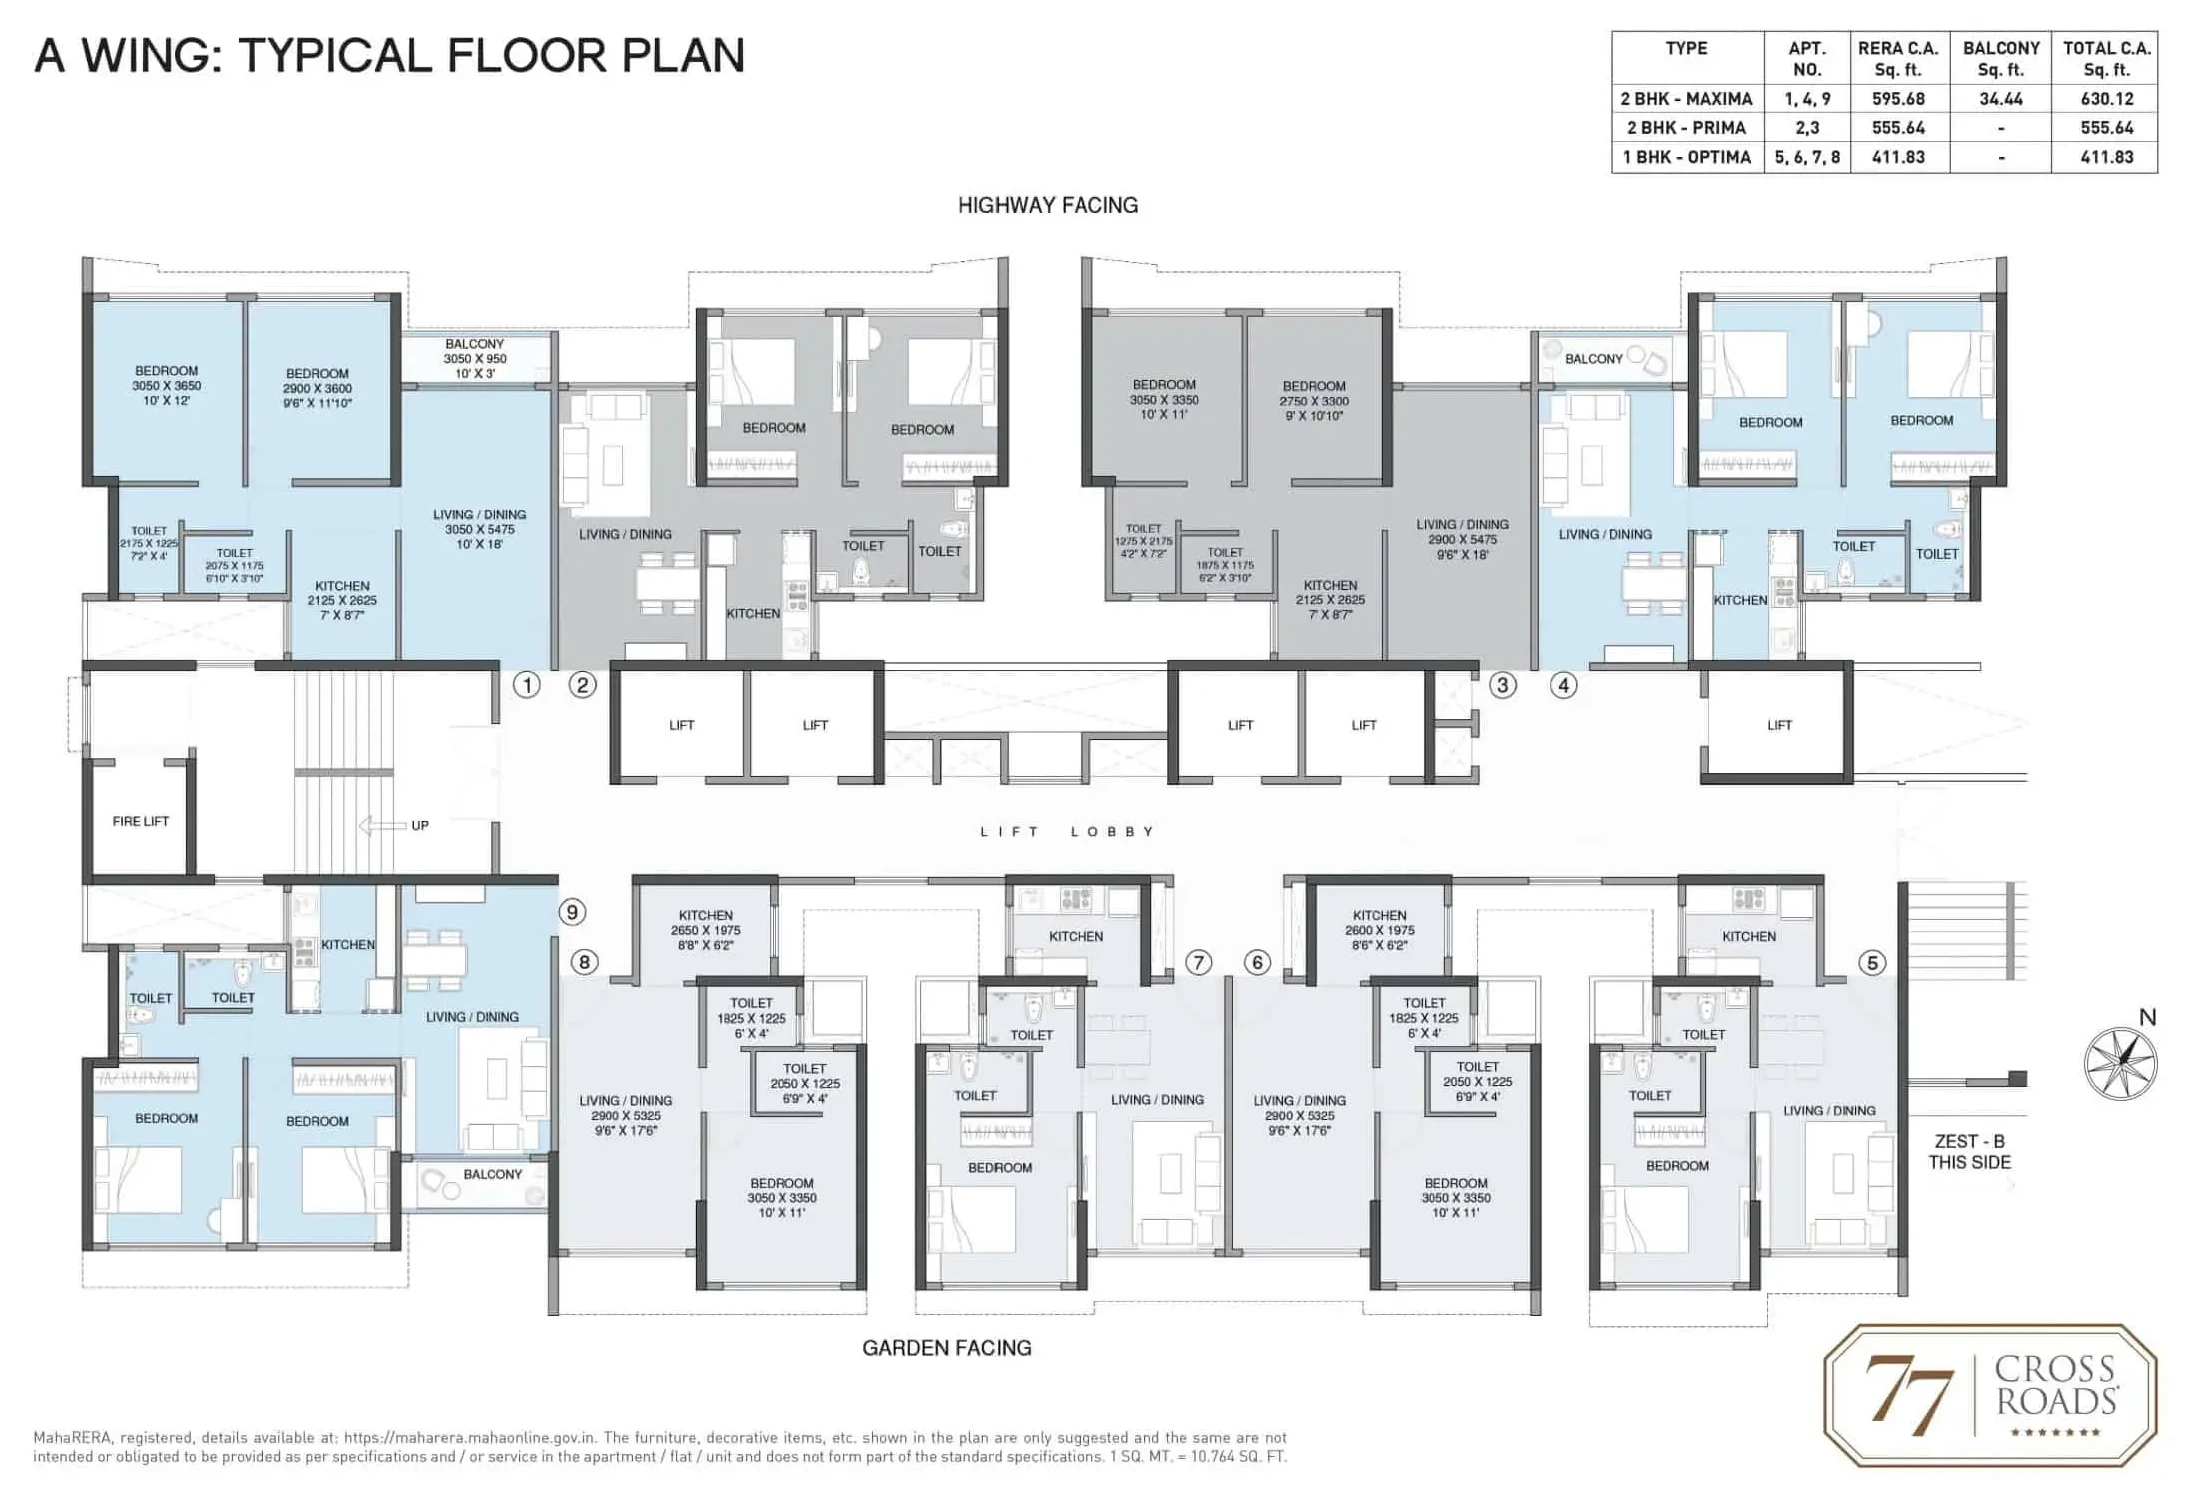 A WING: TYPICAL FLOOR PLAN
TYPE APT. NO. RERA C.A. Sq. ft. BALCONY Sq. ft. TOTAL C.A. Sq. ft.
2 BHK - MAXIMA 1, 4, 9 595.68 34.44 630.12
2 BHK - PRIMA 2,3 555.64 - 555.64
1 BHK - OPTIMA 5, 6, 7, 8 411.83 - 411.83
HIGHWAY FACING
BEDROOM
3050 X 3650
10' X 12'
BEDROOM
2900 X 3600
9'6" X 11'10"
BALCONY
3050 X 950
10' X 3'
LIVING / DINING
3050 X 5475
10' X 18'
TOILET
2175 X 1225
7'2" X 4'
TOILET
2075 X 1175
6'10" X 3'10"
KITCHEN
2125 X 2625
7' X 8'7"
BEDROOM
BEDROOM
LIVING / DINING
TOILET
TOILET
KITCHEN
BEDROOM
3050 X 3350
10' X 11'
BEDROOM
2750 X 3300
9' X 10'10"
LIVING / DINING
2900 X 5475
9'6" X 18'
TOILET
1275 X 2175
4'2" X 7'2"
TOILET
1875 X 1175
6'2" X 3'10"
KITCHEN
2125 X 2625
7' X 8'7"
BALCONY
BEDROOM
BEDROOM
LIVING / DINING
TOILET
TOILET
KITCHEN
1
2
3
4
LIFT
LIFT
LIFT
LIFT
LIFT
FIRE LIFT
UP
LIFT LOBBY
9
8
7
6
5
KITCHEN
TOILET
TOILET
LIVING / DINING
BEDROOM
BEDROOM
BALCONY
KITCHEN
2650 X 1975
8'8" X 6'2"
TOILET
1825 X 1225
6' X 4'
TOILET
2050 X 1225
6'9" X 4'
LIVING / DINING
2900 X 5325
9'6" X 17'6"
BEDROOM
3050 X 3350
10' X 11'
KITCHEN
TOILET
TOILET
LIVING / DINING
BEDROOM
KITCHEN
2600 X 1975
8'6" X 6'2"
TOILET
1825 X 1225
6' X 4'
TOILET
2050 X 1225
6'9" X 4'
LIVING / DINING
2900 X 5325
9'6" X 17'6"
BEDROOM
3050 X 3350
10' X 11'
KITCHEN
TOILET
TOILET
LIVING / DINING
BEDROOM
N
ZEST - B
THIS SIDE
GARDEN FACING
77
CROSS
ROADS
MahaRERA, registered, details available at: https://maharera.mahaonline.gov.in. The furniture, decorative items, etc. shown in the plan are only suggested and the same are not
intended or obligated to be provided as per specifications and / or service in the apartment / flat / unit and does not form part of the standard specifications. 1 SQ. MT. = 10.764 SQ. FT.